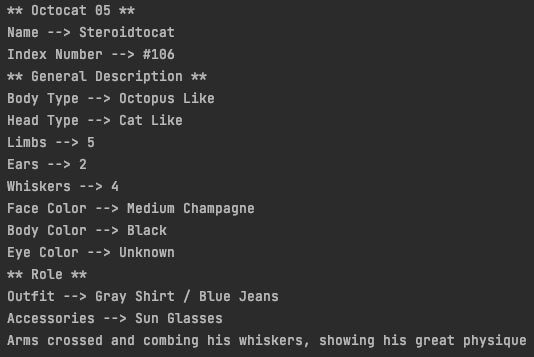 ** Octocat 05 **
Name --> Steroidtocat
Index Number --> #106
** General Description **
Body Type --> Octopus Like
Head Type --> Cat Like
Limbs --> 5
Ears --> 2
Whiskers --> 4
Face Color --> Medium Champagne
Body Color --> Black
Eye Color --> Unknown
** Role **
Outfit --> Gray Shirt / Blue Jeans
Accessories --> Sun Glasses
Arms crossed and combing his whiskers, showing his great physique